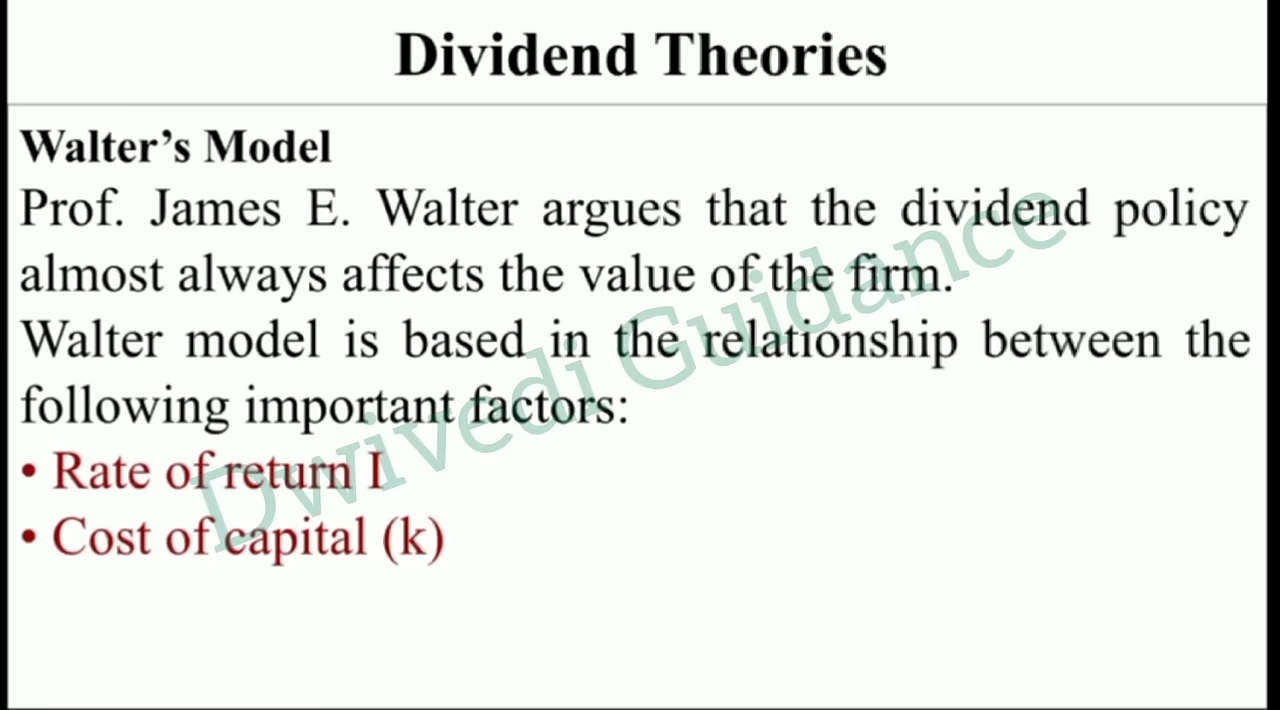 Dividend Theories
Walter’s Model
Prof. James E. Walter argues that the dividend policy
almost always affects the value of the firm.
Walter model is based in the relationship between the
following important factors:
• Rate of return I
• Cost of capital (k)
Dwivedi Guidance